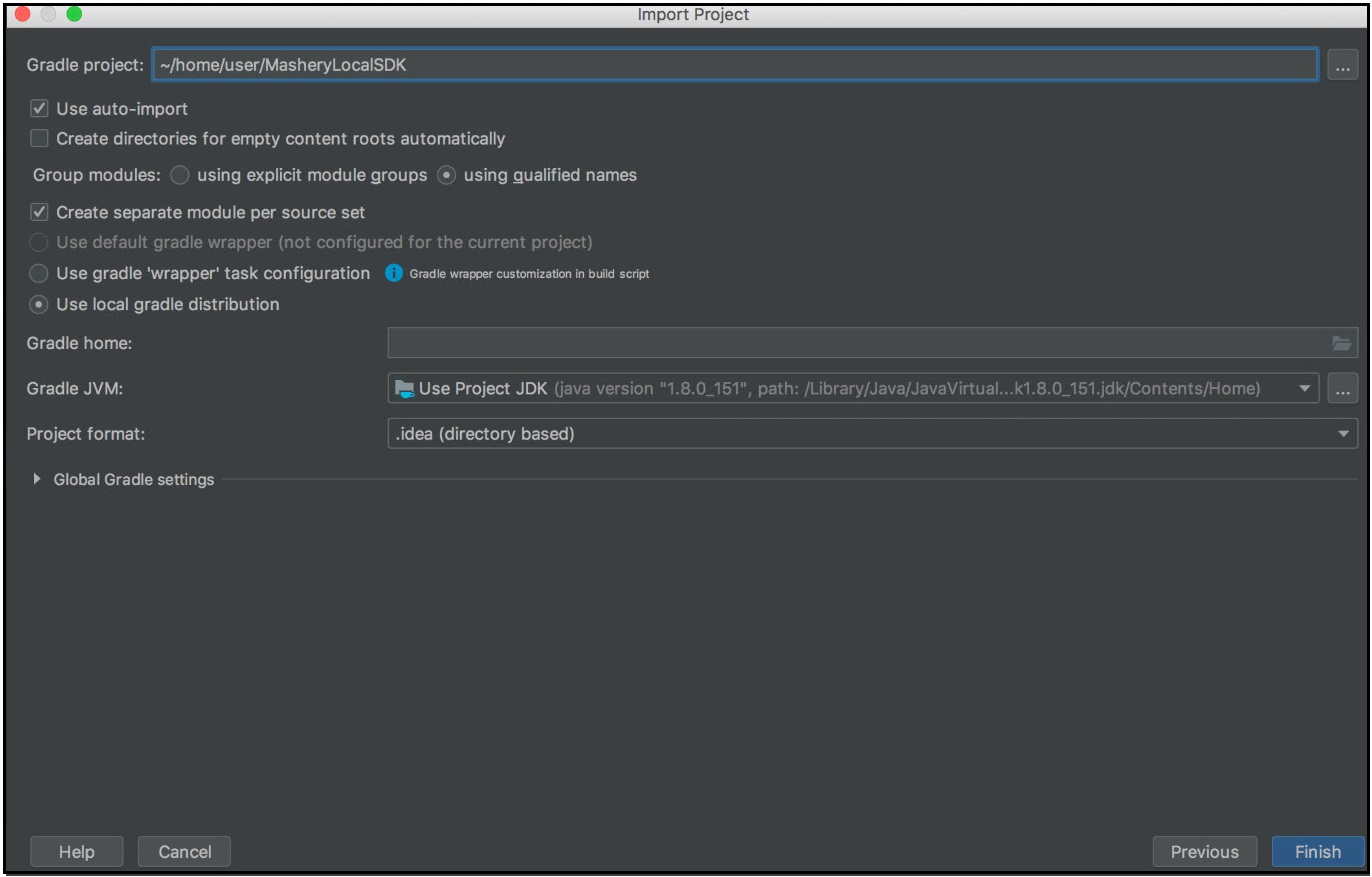 Import Project
Gradle project: ~/home/user/MasheryLocalSDK ...
Use auto-import
Create directories for empty content roots automatically
Group modules: using explicit module groups using qualified names
Create separate module per source set
Use default gradle wrapper (not configured for the current project)
Use gradle 'wrapper' task configuration i Gradle wrapper customization in build script
Use local gradle distribution
Gradle home:
Gradle JVM: Use Project JDK (java version "1.8.0_151", path: /Library/Java/JavaVirtual...k1.8.0_151.jdk/Contents/Home) ...
Project format: .idea (directory based)
Global Gradle settings
Help Cancel Previous Finish